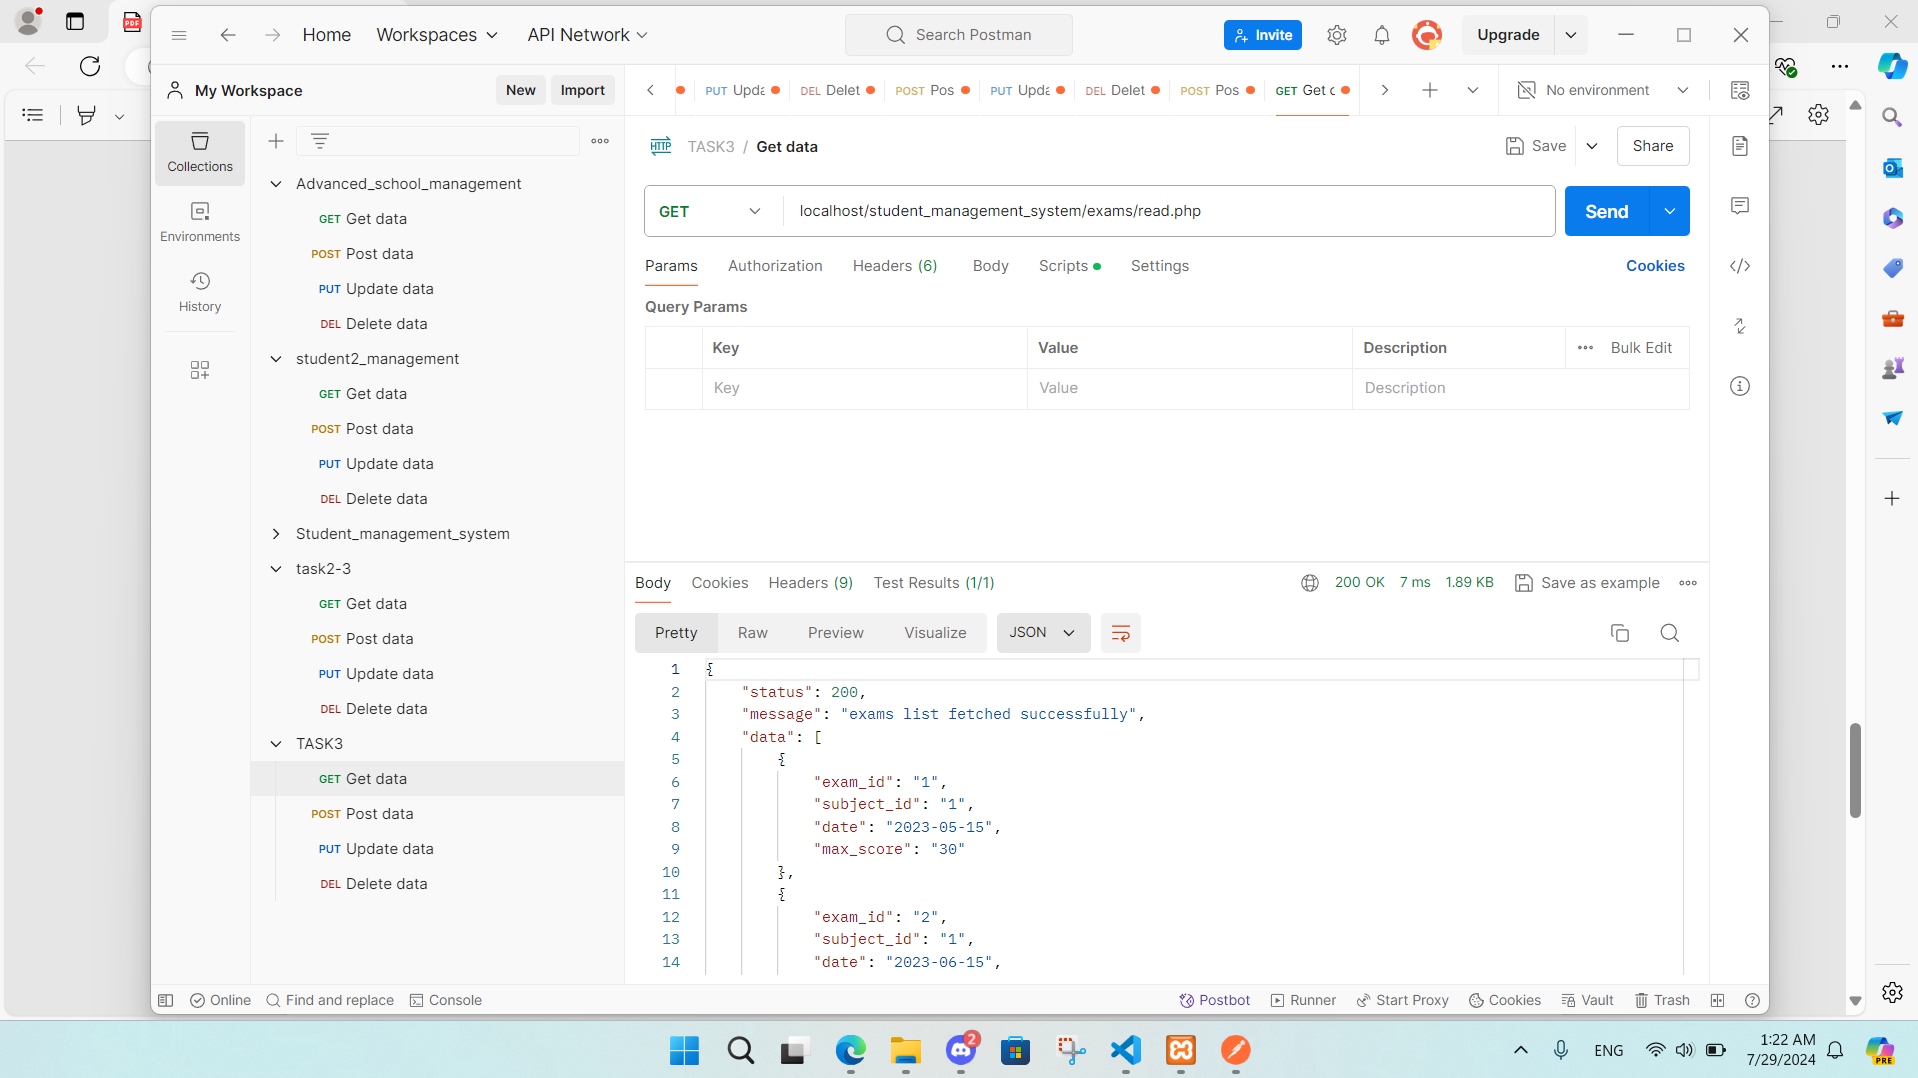 Home
Workspaces
API Network
Search Postman
Invite
Upgrade
My Workspace
New
Import
PUT Upda
DEL Delet
POST Pos
PUT Upda
DEL Delet
POST Pos
GET Get c
No environment
Collections
Environments
History
Advanced_school_management
GET Get data
POST Post data
PUT Update data
DEL Delete data
student2_management
GET Get data
POST Post data
PUT Update data
DEL Delete data
Student_management_system
task2-3
GET Get data
POST Post data
PUT Update data
DEL Delete data
TASK3
GET Get data
POST Post data
PUT Update data
DEL Delete data
HTTP TASK3 / Get data
Save
Share
GET
localhost/student_management_system/exams/read.php
Send
Params
Authorization
Headers (6)
Body
Scripts
Settings
Cookies
Query Params
Key Value Description Bulk Edit
Key Value Description
Body
Cookies
Headers (9)
Test Results (1/1)
200 OK
7 ms
1.89 KB
Save as example
Pretty
Raw
Preview
Visualize
JSON
1 {
2 "status": 200,
3 "message": "exams list fetched successfully",
4 "data": [
5 {
6 "exam_id": "1",
7 "subject_id": "1",
8 "date": "2023-05-15",
9 "max_score": "30"
10 },
11 {
12 "exam_id": "2",
13 "subject_id": "1",
14 "date": "2023-06-15",
Online
Find and replace
Console
Postbot
Runner
Start Proxy
Cookies
Vault
Trash
PDF
2
ENG
1:22 AM
7/29/2024
PRE